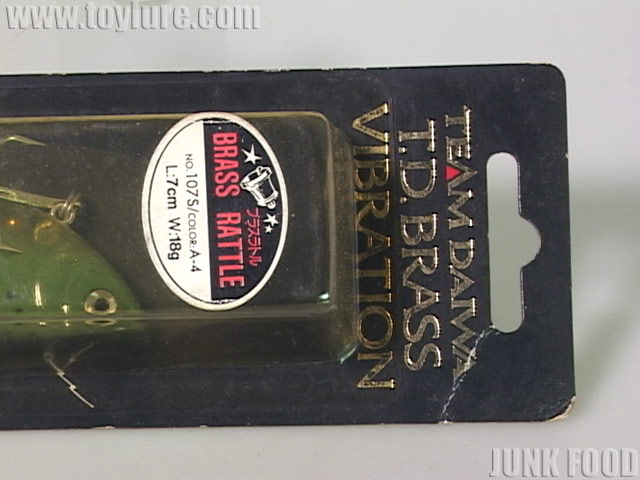 www.toylure.com
TEAM DAIWA
T.D. BRASS
VIBRATION
ブラスラトル
BRASS RATTLE
NO.107S/COLOR:A-4
L:7cm W:18g
JUNK FOOD